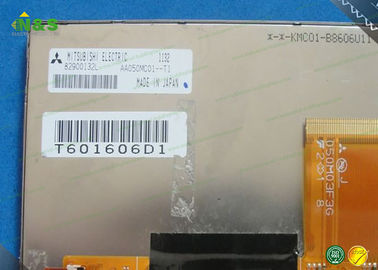 N&S
x-x-KMC01-B8606U11
MITSUBISHI ELECTRIC 1132
82900132L AA050MC01--T1
MADE IN JAPAN
T601606D1
050M03F3G